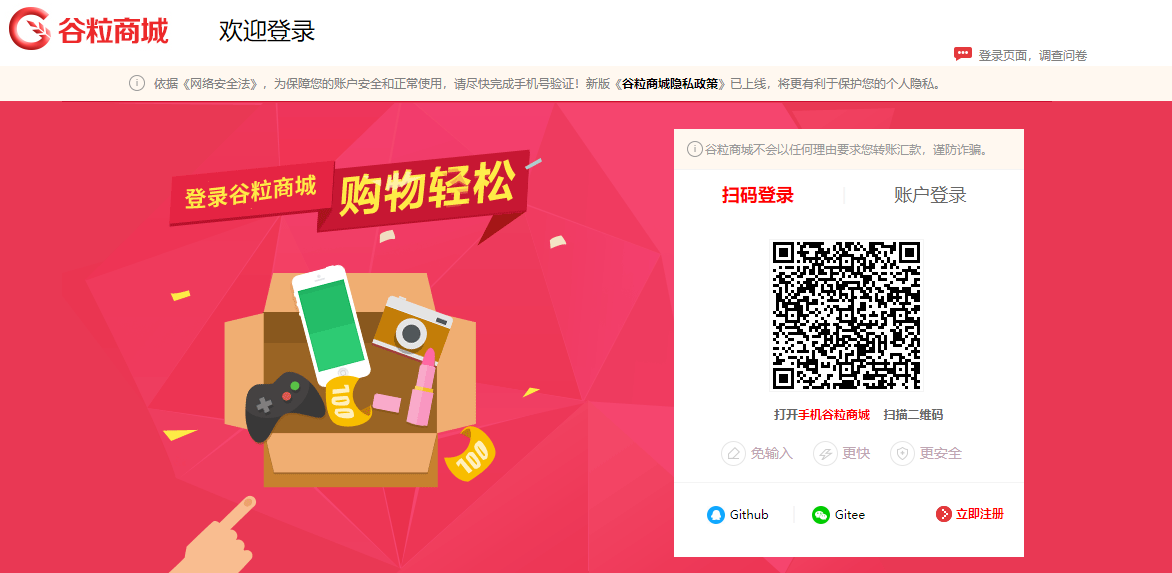 谷粒商城 欢迎登录
登录页面，调查问卷
依据《网络安全法》，为保障您的账户安全和正常使用，请尽快完成手机号验证！新版《谷粒商城隐私政策》已上线，将更有利于保护您的个人隐私。
谷粒商城不会以任何理由要求您转账汇款，谨防诈骗。
登录谷粒商城 购物轻松
扫码登录 账户登录
100
100
打开手机谷粒商城 扫描二维码
免输入 更快 更安全
Github Gitee 立即注册